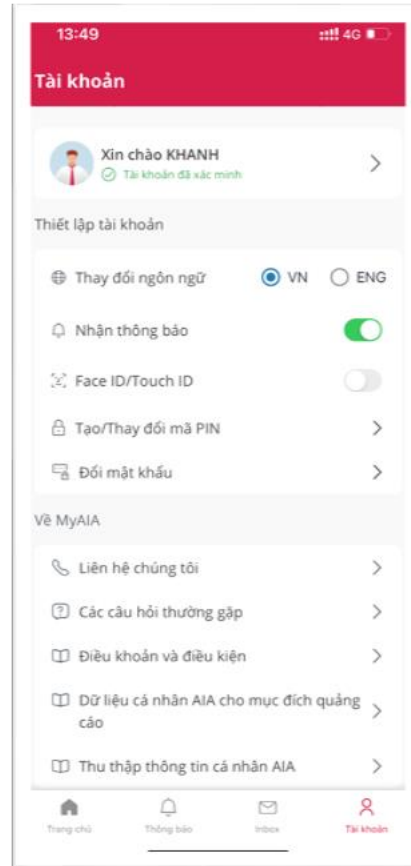 13:49
4G
Tài khoản
Xin chào KHANH
Tài khoản đã xác minh
Thiết lập tài khoản
Thay đổi ngôn ngữ VN ENG
Nhận thông báo
Face ID/Touch ID
Tạo/Thay đổi mã PIN
Đổi mật khẩu
Về MyAIA
Liên hệ chúng tôi
Các câu hỏi thường gặp
Điều khoản và điều kiện
Dữ liệu cá nhân AIA cho mục đích quảng
cáo
Thu thập thông tin cá nhân AIA
Trang chủ Thông báo Inbox Tài khoản